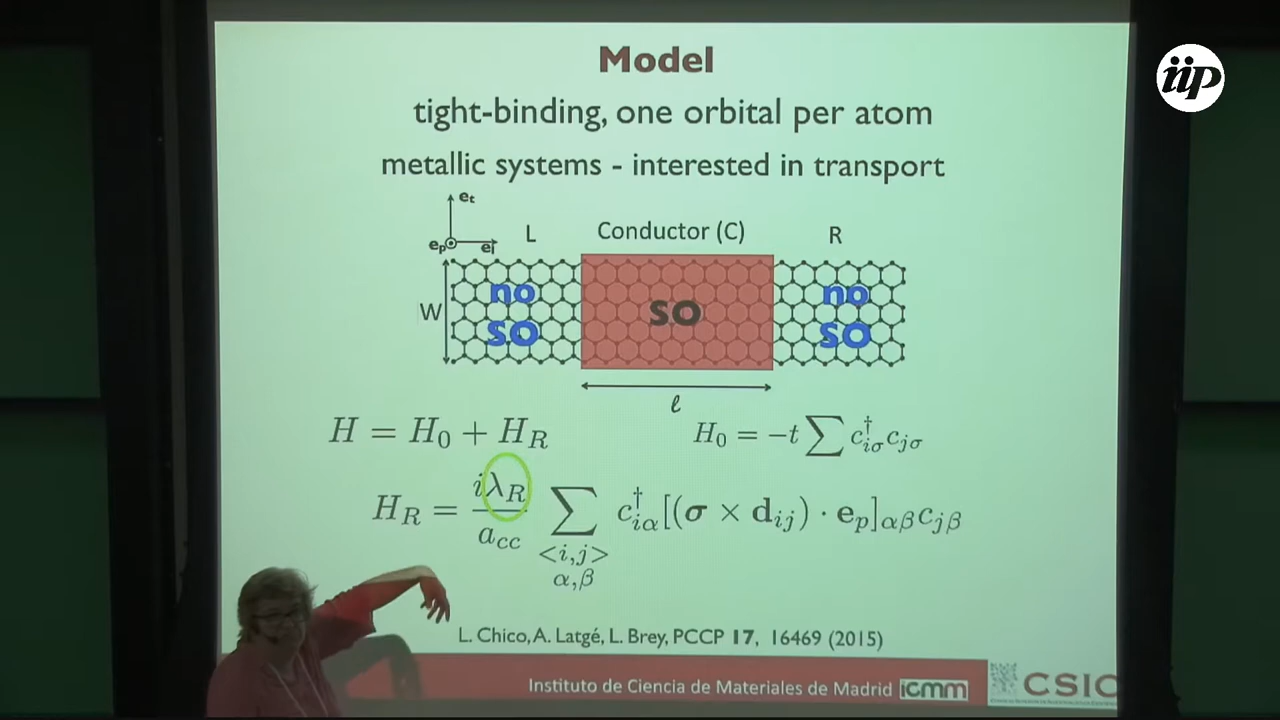 Model
iip
tight-binding, one orbital per atom
metallic systems - interested in transport
e_t
e_p e_l
L Conductor (C) R
W
no SO no
SO SO
ℓ
H = H_0 + H_R H_0 = -t ∑ c†_{iσ} c_{jσ}
H_R = iλ_R / a_{cc} ∑_{<i,j> α,β} c†_{iα} [(σ × d_{ij}) · e_p]_{αβ} c_{jβ}
L. Chico, A. Latgé, L. Brey, PCCP 17, 16469 (2015)
Instituto de Ciencia de Materiales de Madrid icmm CSIC